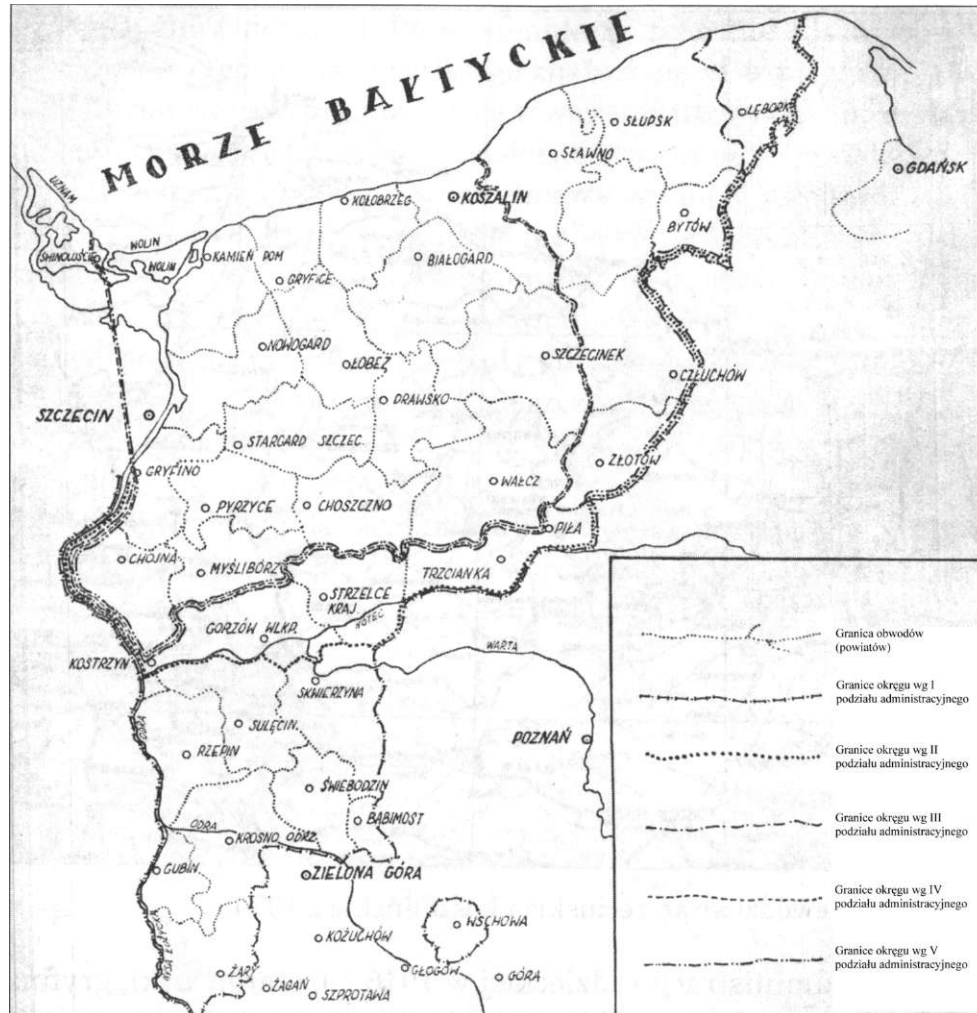 MORZE BAŁTYCKIE
LĘBORK
SŁUPSK
SŁAWNO
GDAŃSK
UZNAM
KOŁOBRZEG
KOSZALIN
BYTÓW
WOLIN
WOLIN
KAMIEŃ POM
BIAŁOGARD
GRYFICE
NOWOGARD
SZCZECINEK
ŁOBEZ
CZŁUCHÓW
DRAWSKO
SZCZECIN
STARGARD SZCZEC.
GRYFINO
ZŁOTÓW
WAŁCZ
PYRZYCE
CHOSZCZNO
PIŁA
CHOJNA
MYŚLIBÓRZ
TRZCIANKA
STRZELCE
KRAJ.
NOTEĆ
GORZÓW WLKP.
WARTA
KOSTRZYN
SKWIERZYNA
ODRA
SULĘCIN
POZNAŃ
RZEPIN
ŚWIEBODZIN
BABIMOST
ODRA
KROSNO ODRZ.
GUBIN
ZIELONA GÓRA
WSCHOWA
KOŻUCHÓW
ŻARY
GŁOGÓW
GÓRA
ŻAGAŃ
SZPROTAWA
Granica obwodów
(powiatów)
Granice okręgu wg I
podziału administracyjnego
Granice okręgu wg II
podziału administracyjnego
Granice okręgu wg III
podziału administracyjnego
Granice okręgu wg IV
podziału administracyjnego
Granice okręgu wg V
podziału administracyjnego